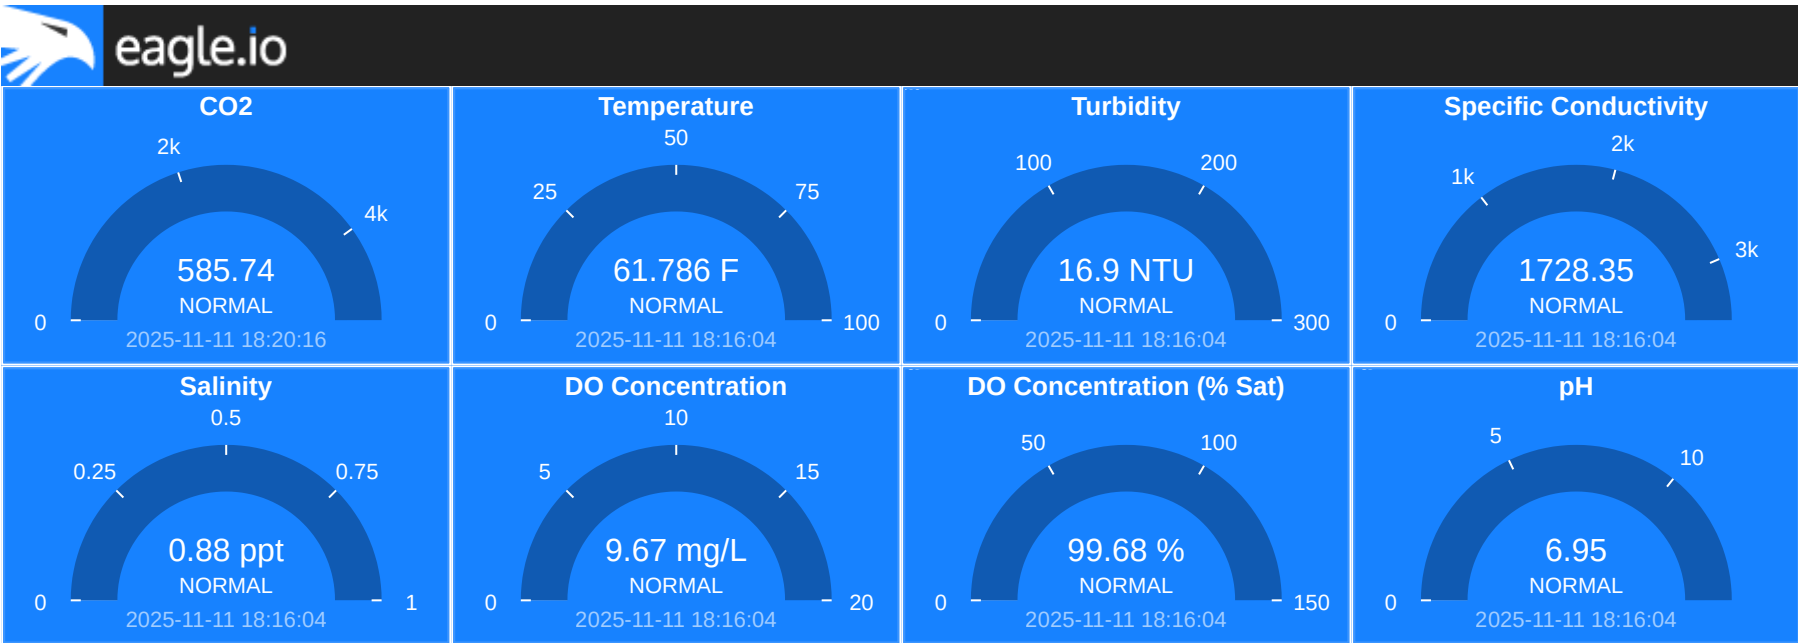 eagle.io
CO2
2k
4k
585.74
NORMAL
0
2025-11-11 18:20:16
Temperature
50
25
75
61.786 F
NORMAL
0
100
2025-11-11 18:16:04
Turbidity
100
200
16.9 NTU
NORMAL
0
300
2025-11-11 18:16:04
Specific Conductivity
2k
1k
3k
1728.35
NORMAL
0
2025-11-11 18:16:04
Salinity
0.5
0.25
0.75
0.88 ppt
NORMAL
0
1
2025-11-11 18:16:04
DO Concentration
10
5
15
9.67 mg/L
NORMAL
0
20
2025-11-11 18:16:04
DO Concentration (% Sat)
50
100
99.68 %
NORMAL
0
150
2025-11-11 18:16:04
pH
5
10
6.95
NORMAL
0
2025-11-11 18:16:04